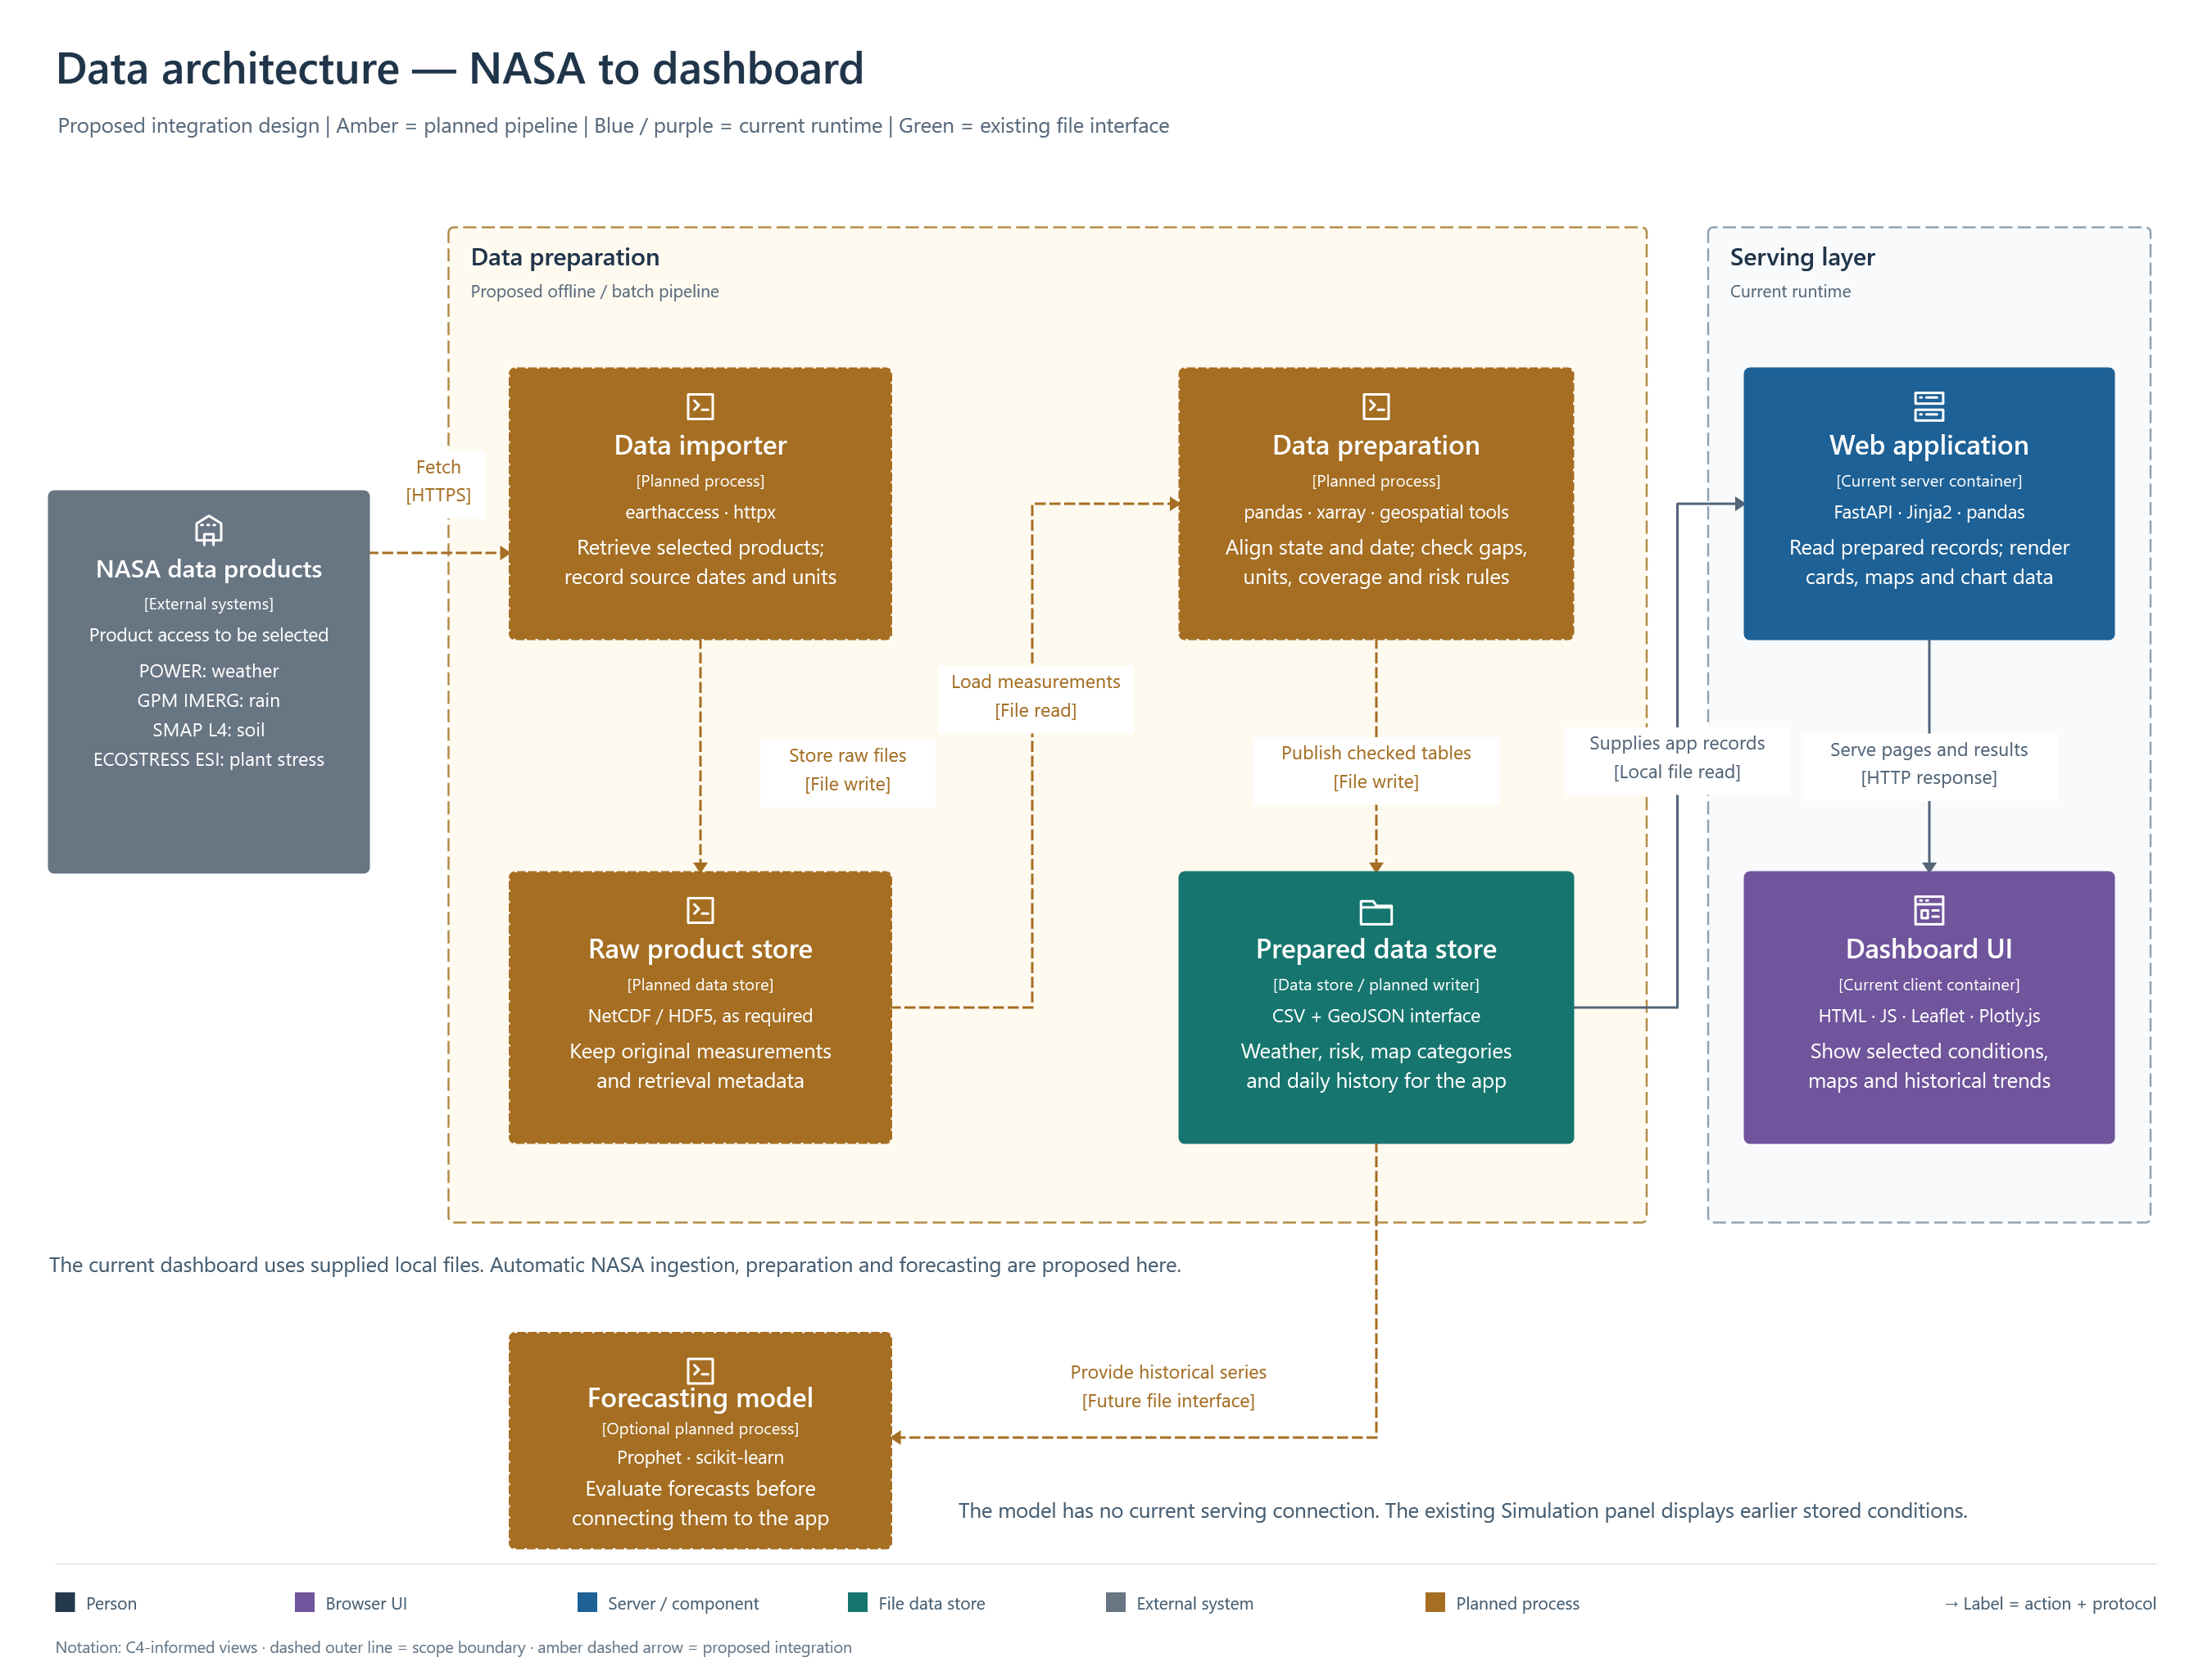 Data architecture — NASA to dashboard
Proposed integration design | Amber = planned pipeline | Blue / purple = current runtime | Green = existing file interface
Data preparation
Proposed offline / batch pipeline
Serving layer
Current runtime
NASA data products
[External systems]
Product access to be selected
POWER: weather
GPM IMERG: rain
SMAP L4: soil
ECOSTRESS ESI: plant stress
Fetch
[HTTPS]
Data importer
[Planned process]
earthaccess · httpx
Retrieve selected products;
record source dates and units
Data preparation
[Planned process]
pandas · xarray · geospatial tools
Align state and date; check gaps,
units, coverage and risk rules
Web application
[Current server container]
FastAPI · Jinja2 · pandas
Read prepared records; render
cards, maps and chart data
Store raw files
[File write]
Load measurements
[File read]
Publish checked tables
[File write]
Supplies app records
[Local file read]
Serve pages and results
[HTTP response]
Raw product store
[Planned data store]
NetCDF / HDF5, as required
Keep original measurements
and retrieval metadata
Prepared data store
[Data store / planned writer]
CSV + GeoJSON interface
Weather, risk, map categories
and daily history for the app
Dashboard UI
[Current client container]
HTML · JS · Leaflet · Plotly.js
Show selected conditions,
maps and historical trends
The current dashboard uses supplied local files. Automatic NASA ingestion, preparation and forecasting are proposed here.
Forecasting model
[Optional planned process]
Prophet · scikit-learn
Evaluate forecasts before
connecting them to the app
Provide historical series
[Future file interface]
The model has no current serving connection. The existing Simulation panel displays earlier stored conditions.
Person
Browser UI
Server / component
File data store
External system
Planned process
→ Label = action + protocol
Notation: C4-informed views · dashed outer line = scope boundary · amber dashed arrow = proposed integration